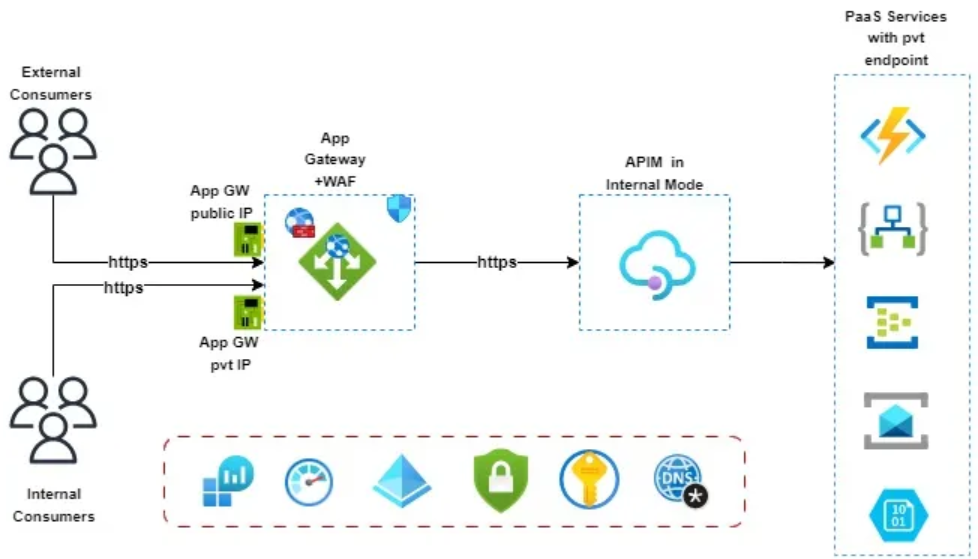 PaaS Services
with pvt
endpoint
External
Consumers
App
Gateway
+WAF
APIM in
Internal Mode
App GW
public IP
https
https
https
App GW
pvt IP
Internal
Consumers
DNS
*
10
01